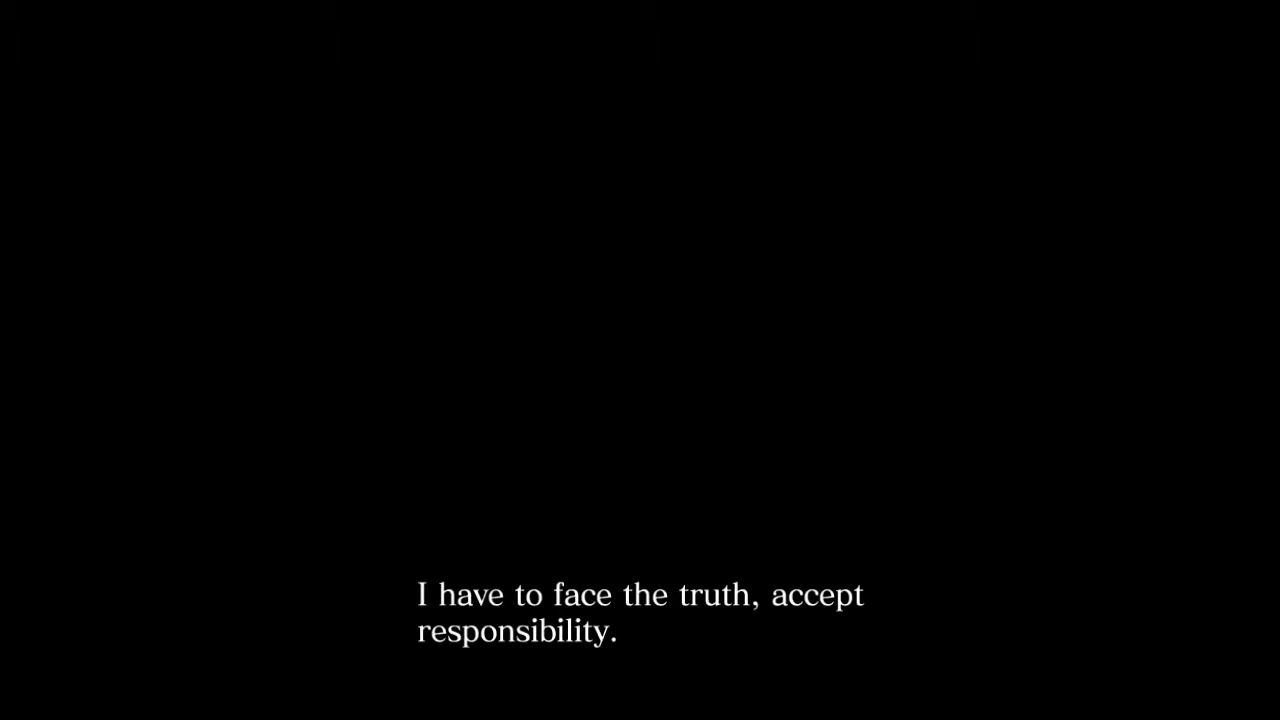 I have to face the truth, accept
responsibility.